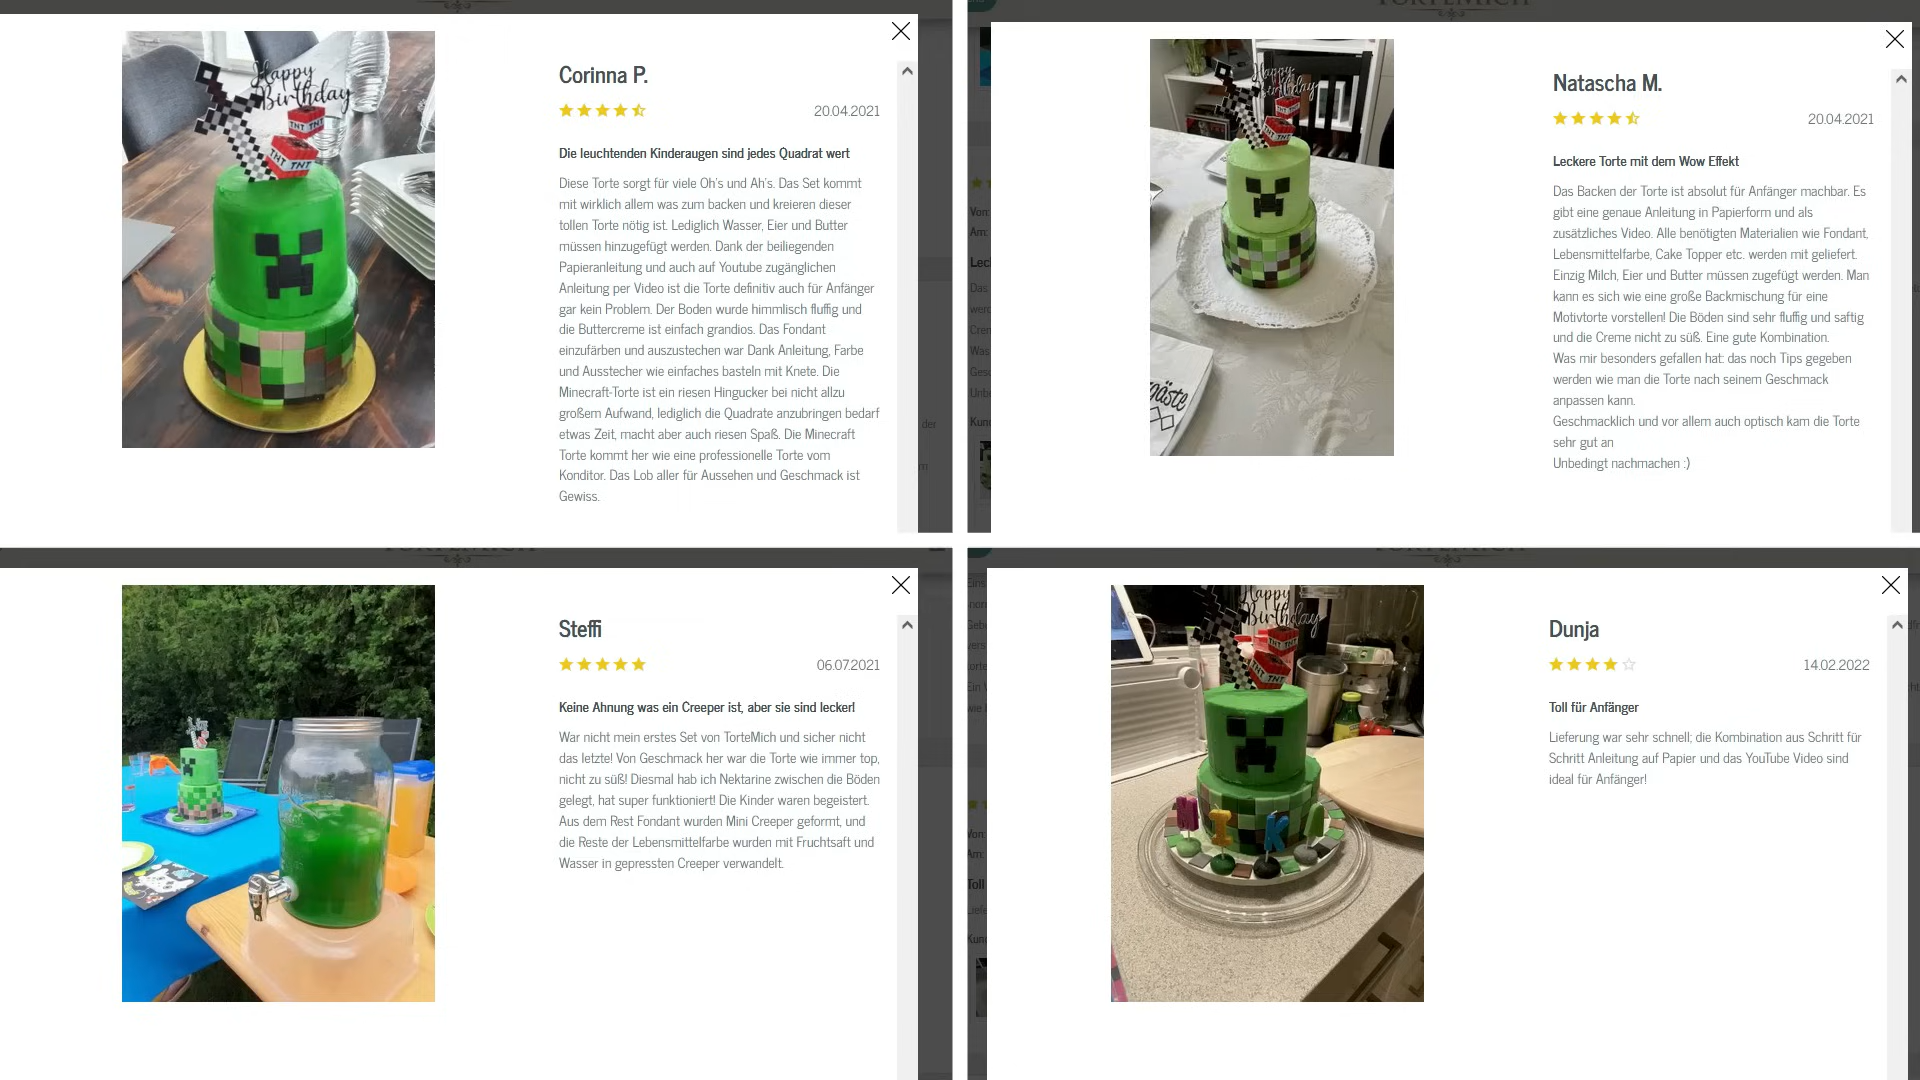 Happy
Birthday
TNT TNT
TNT TNT
Corinna P.
20.04.2021
Die leuchtenden Kinderaugen sind jedes Quadrat wert
Diese Torte sorgt für viele Oh's und Ah's. Das Set kommt
mit wirklich allem was zum backen und kreieren dieser
tollen Torte nötig ist. Lediglich Wasser, Eier und Butter
müssen hinzugefügt werden. Dank der beiliegenden
Papieranleitung und auch auf Youtube zugänglichen
Anleitung per Video ist die Torte definitiv auch für Anfänger
gar kein Problem. Der Boden wurde himmlisch fluffig und
die Buttercreme ist einfach grandios. Das Fondant
einzufärben und auszustechen war Dank Anleitung, Farbe
und Ausstecher wie einfaches basteln mit Knete. Die
Minecraft-Torte ist ein riesen Hingucker bei nicht allzu
großem Aufwand, lediglich die Quadrate anzubringen bedarf
etwas Zeit, macht aber auch riesen Spaß. Die Minecraft
Torte kommt her wie eine professionelle Torte vom
Konditor. Das Lob aller für Aussehen und Geschmack ist
Gewiss.
Happy
Birthday
TNT
TNT
gäste
Natascha M.
20.04.2021
Leckere Torte mit dem Wow Effekt
Das Backen der Torte ist absolut für Anfänger machbar. Es
gibt eine genaue Anleitung in Papierform und als
zusätzliches Video. Alle benötigten Materialien wie Fondant,
Lebensmittelfarbe, Cake Topper etc. werden mit geliefert.
Einzig Milch, Eier und Butter müssen zugefügt werden. Man
kann es sich wie eine große Backmischung für eine
Motivtorte vorstellen! Die Böden sind sehr fluffig und saftig
und die Creme nicht zu süß. Eine gute Kombination.
Was mir besonders gefallen hat: das noch Tips gegeben
werden wie man die Torte nach seinem Geschmack
anpassen kann.
Geschmacklich und vor allem auch optisch kam die Torte
sehr gut an
Unbedingt nachmachen :)
Steffi
06.07.2021
Keine Ahnung was ein Creeper ist, aber sie sind lecker!
War nicht mein erstes Set von TorteMich und sicher nicht
das letzte! Von Geschmack her war die Torte wie immer top,
nicht zu süß! Diesmal hab ich Nektarine zwischen die Böden
gelegt, hat super funktioniert! Die Kinder waren begeistert.
Aus dem Rest Fondant wurden Mini Creeper geformt, und
die Reste der Lebensmittelfarbe wurden mit Fruchtsaft und
Wasser in gepressten Creeper verwandelt.
Happy
Birthday
TNT TNT
TNT TNT
MIKA
Dunja
14.02.2022
Toll für Anfänger
Lieferung war sehr schnell; die Kombination aus Schritt für
Schritt Anleitung auf Papier und das YouTube Video sind
ideal für Anfänger!